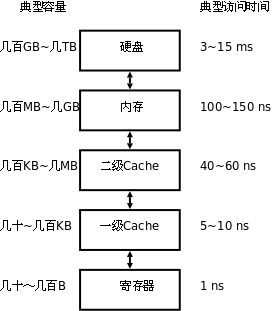 典型容量 典型访问时间
几百GB~几TB 硬盘 3~15 ms
几百MB~几GB 内存 100~150 ns
几百KB~几MB 二级Cache 40~60 ns
几十~几百KB 一级Cache 5~10 ns
几十~几百B 寄存器 1 ns